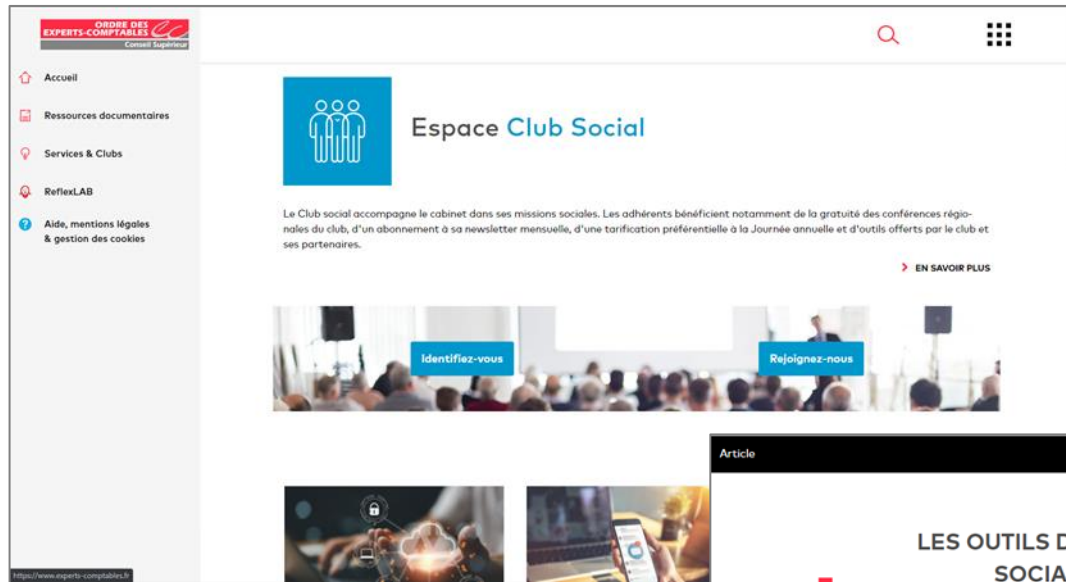 ORDRE DES
EXPERTS-COMPTABLES
Conseil Supérieur
Accueil
Ressources documentaires
Services & Clubs
ReflexLAB
Aide, mentions légales
& gestion des cookies
Espace Club Social
Le Club social accompagne le cabinet dans ses missions sociales. Les adhérents bénéficient notamment de la gratuité des conférences régio-
nales du club, d'un abonnement à sa newsletter mensuelle, d'une tarification préférentielle à la Journée annuelle et d'outils offerts par le club et
ses partenaires.
EN SAVOIR PLUS
Identifiez-vous
Rejoignez-nous
Article
LES OUTILS D
SOCIA
https://www.experts-comptables.fr